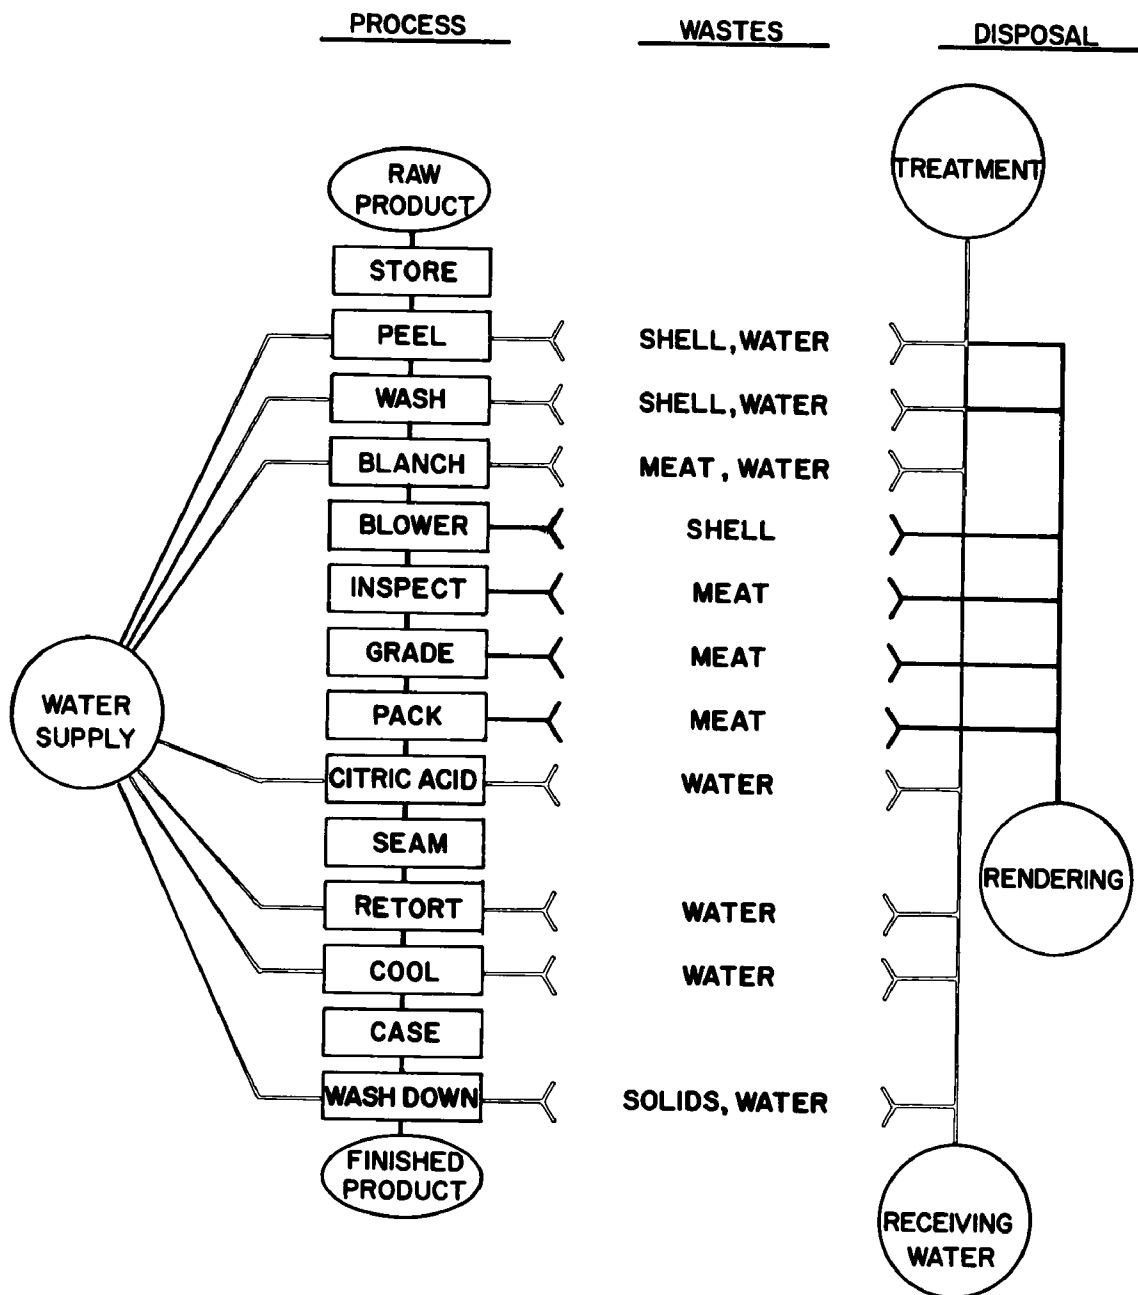 PROCESS
WASTES
DISPOSAL
TREATMENT
RAW
PRODUCT
STORE
PEEL
SHELL, WATER
WASH
SHELL, WATER
BLANCH
MEAT, WATER
BLOWER
SHELL
INSPECT
MEAT
GRADE
MEAT
WATER
SUPPLY
PACK
MEAT
CITRIC ACID
WATER
SEAM
RENDERING
RETORT
WATER
COOL
WATER
CASE
WASH DOWN
SOLIDS, WATER
FINISHED
PRODUCT
RECEIVING
WATER